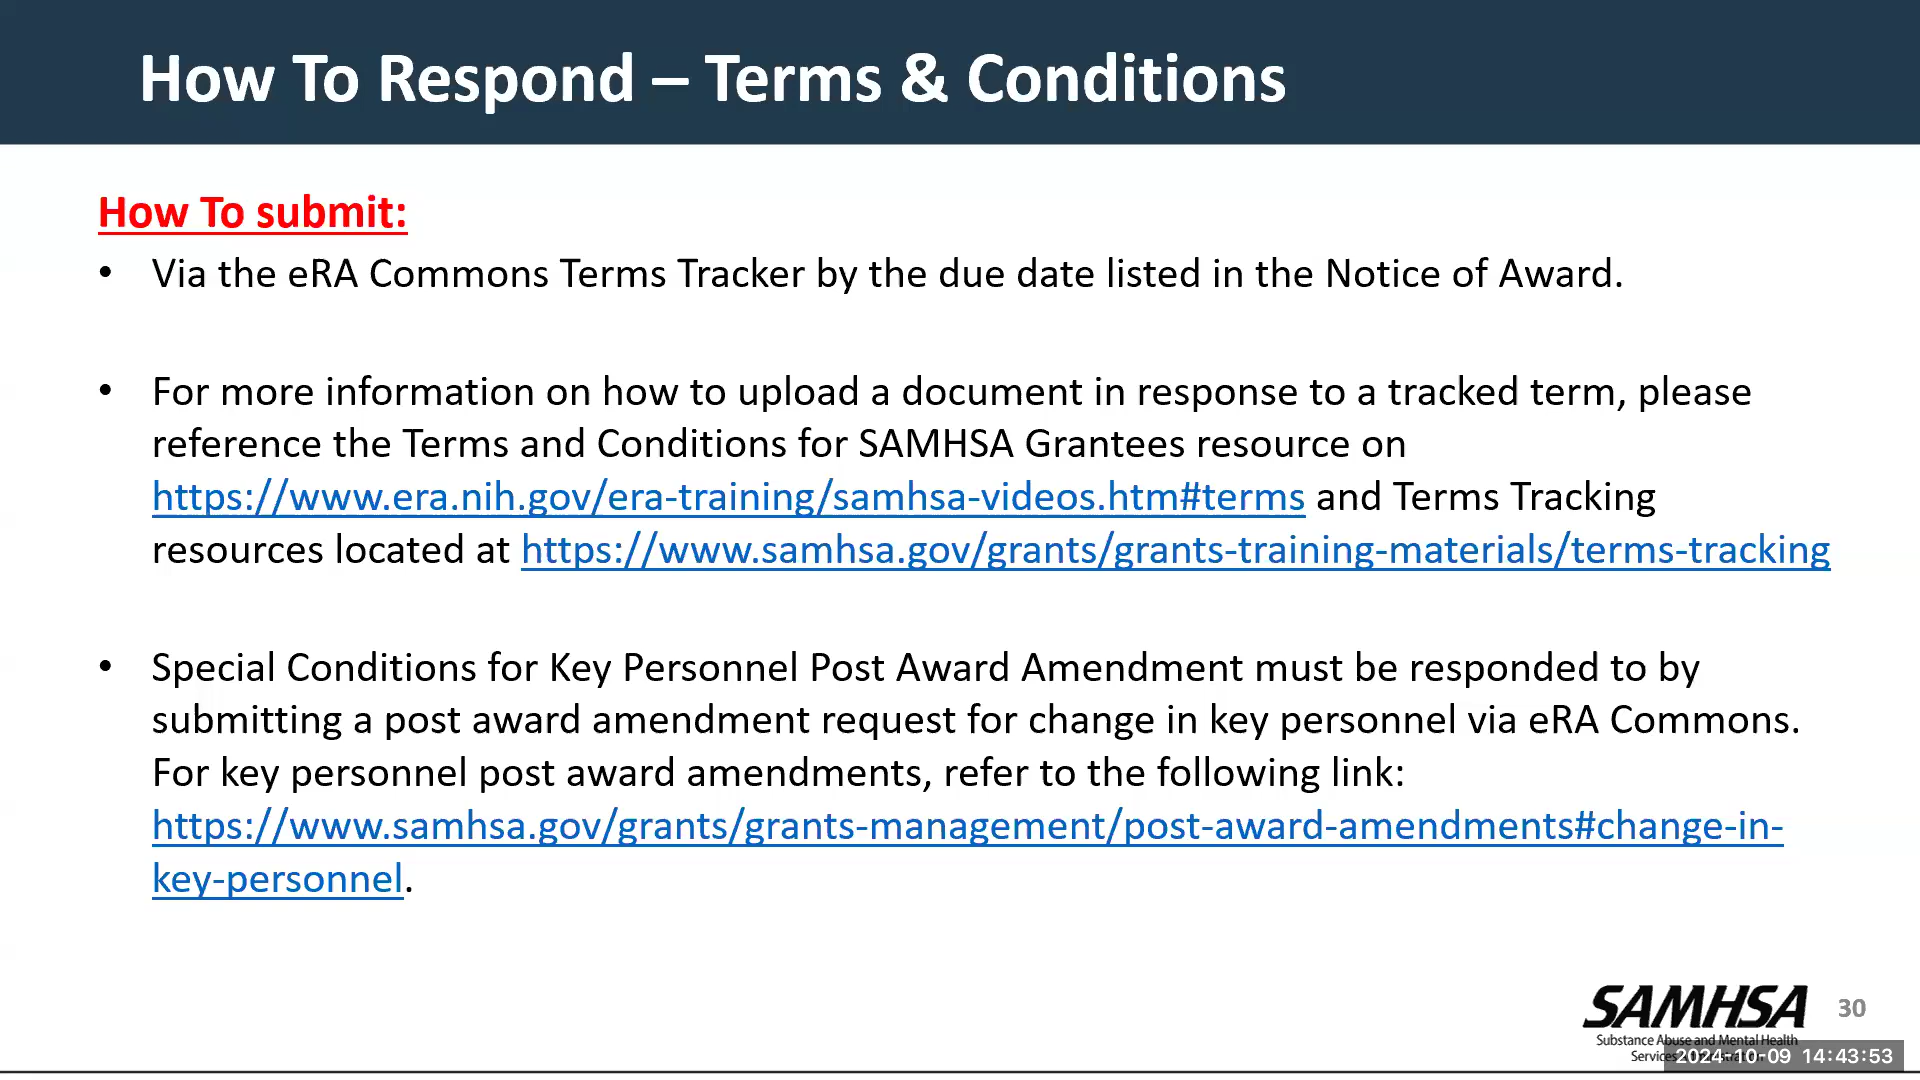 How To Respond – Terms & Conditions
How To submit:
• Via the eRA Commons Terms Tracker by the due date listed in the Notice of Award.
• For more information on how to upload a document in response to a tracked term, please
reference the Terms and Conditions for SAMHSA Grantees resource on
https://www.era.nih.gov/era-training/samhsa-videos.htm#terms and Terms Tracking
resources located at https://www.samhsa.gov/grants/grants-training-materials/terms-tracking
• Special Conditions for Key Personnel Post Award Amendment must be responded to by
submitting a post award amendment request for change in key personnel via eRA Commons.
For key personnel post award amendments, refer to the following link:
https://www.samhsa.gov/grants/grants-management/post-award-amendments#change-in-
key-personnel.
SAMHSA
30
Substance Abuse and Mental Health
2024-10-09 14:43:53